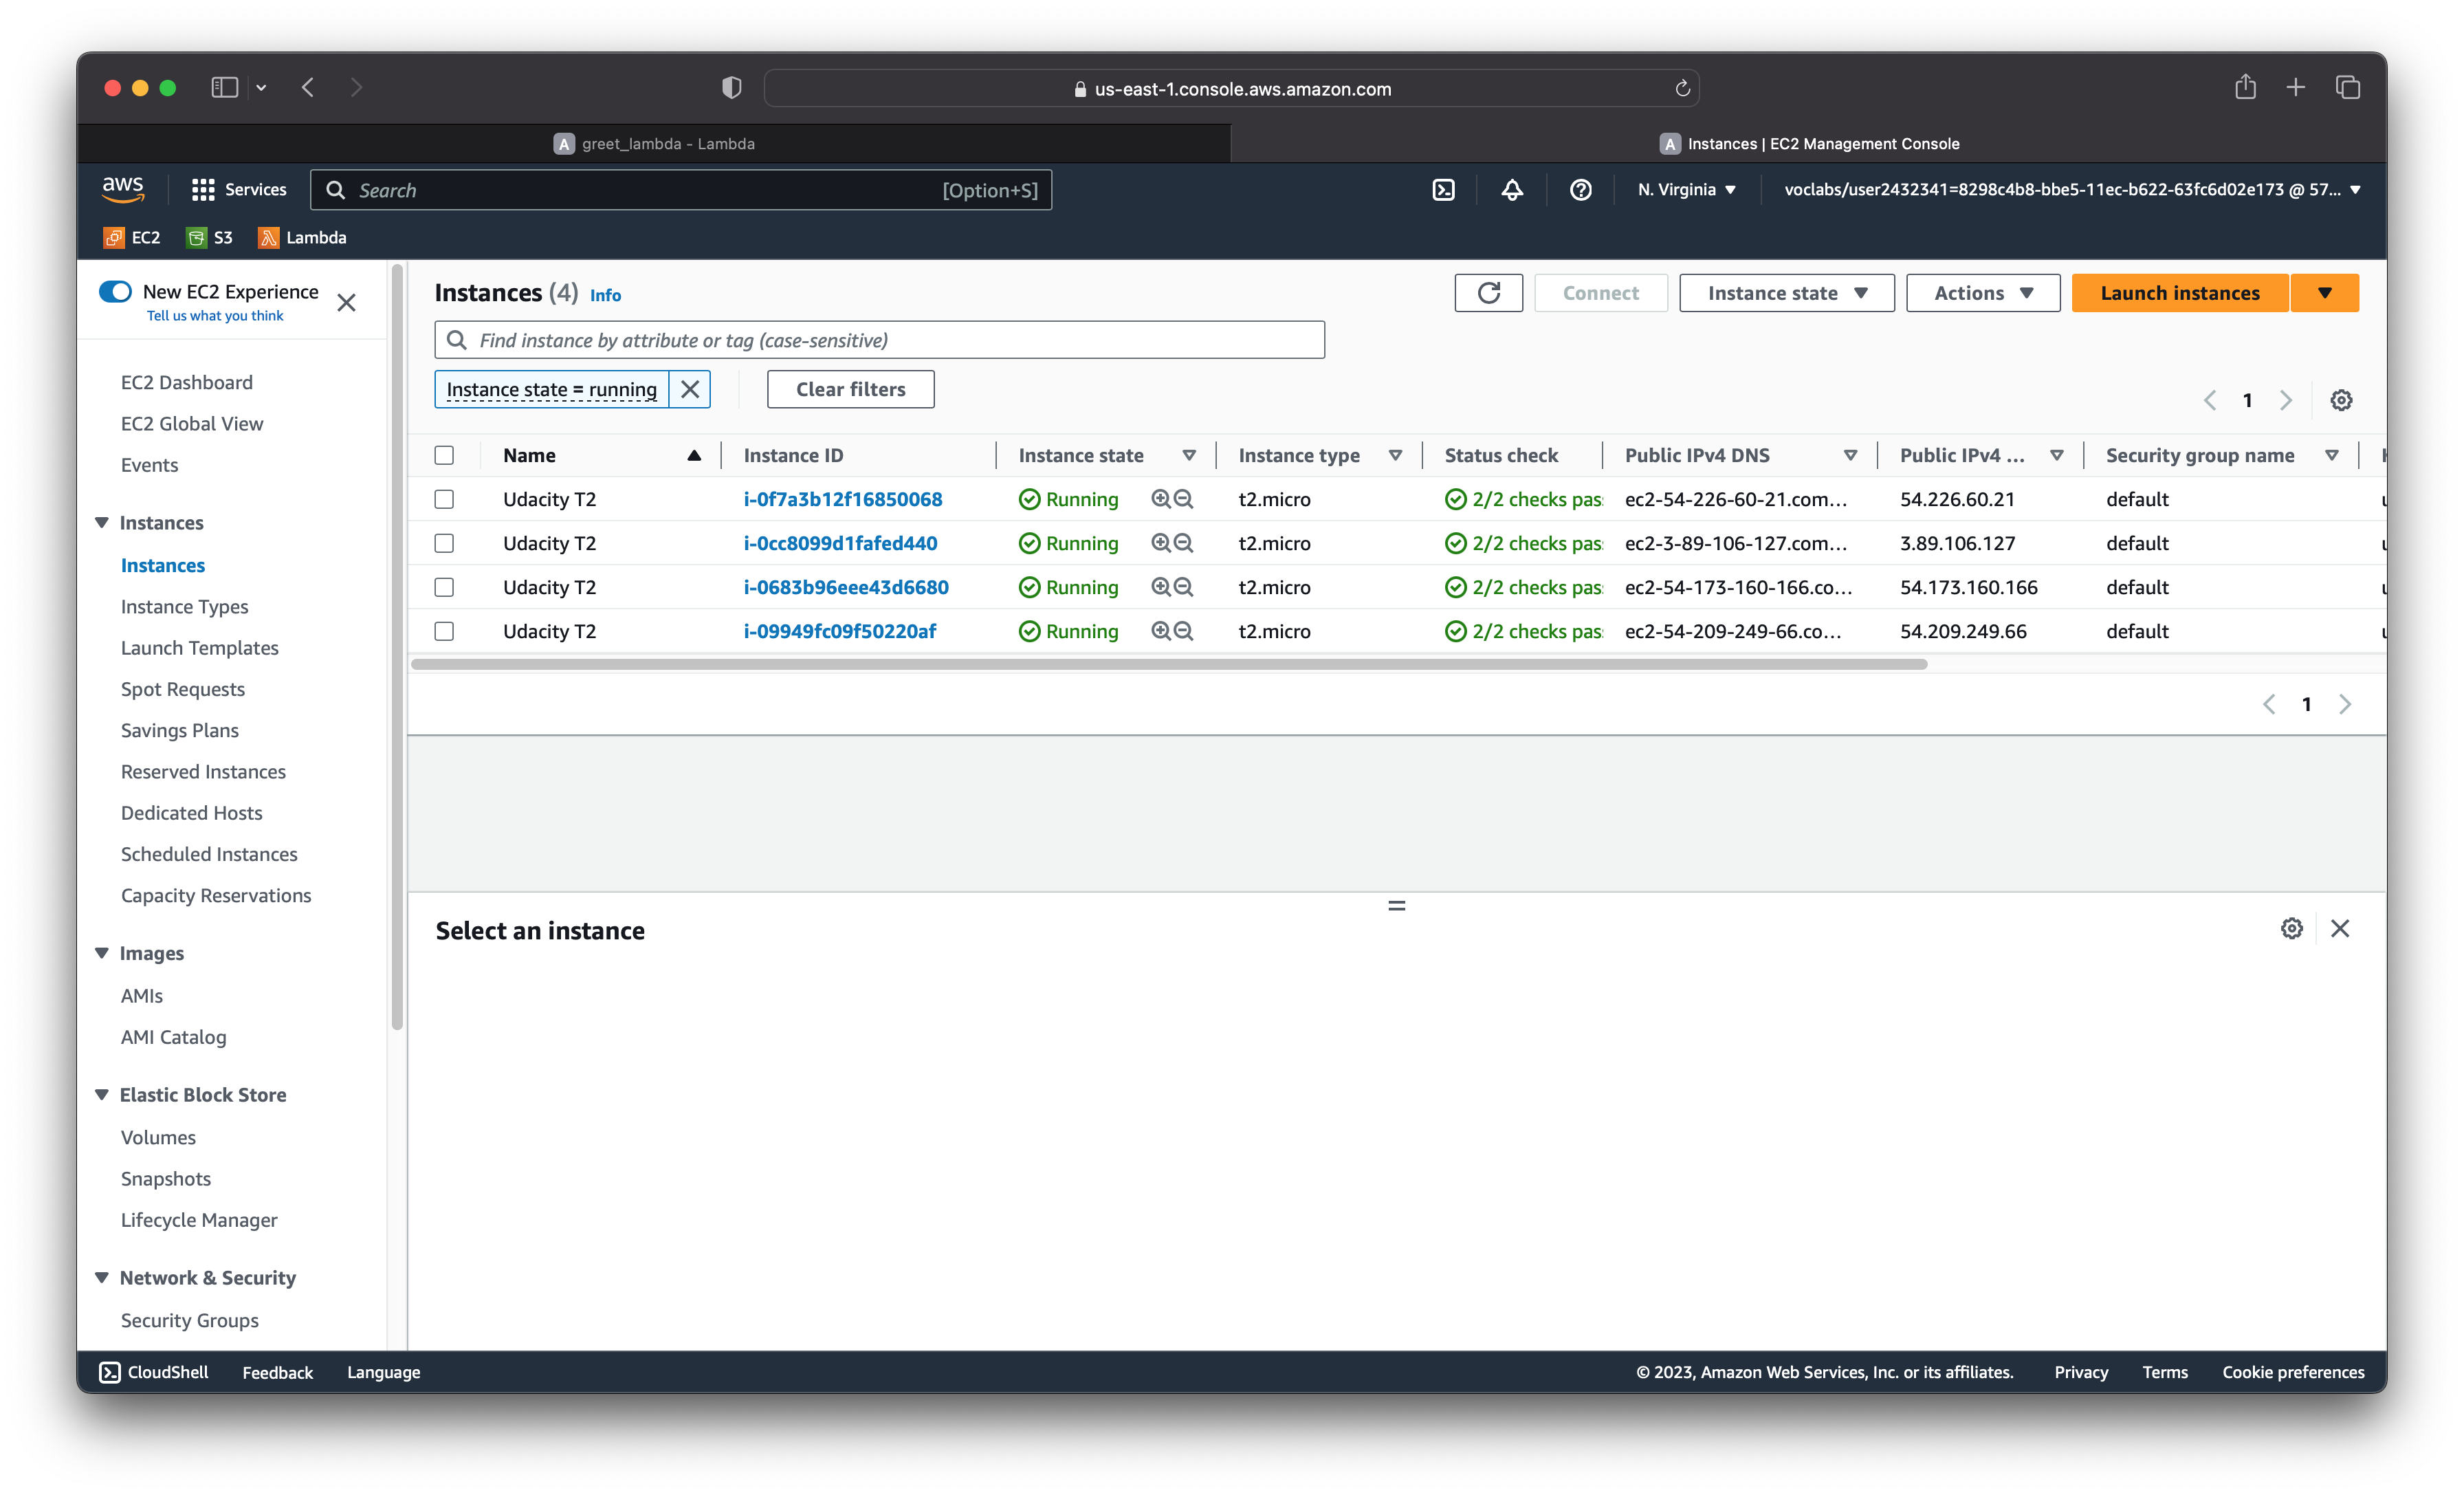 us-east-1.console.aws.amazon.com
A greet_lambda - Lambda
A Instances | EC2 Management Console
aws
Services
Search [Option+S]
N. Virginia
voclabs/user2432341=8298c4b8-bbe5-11ec-b622-63fc6d02e173 @ 57...
EC2 S3 Lambda
New EC2 Experience
Tell us what you think
EC2 Dashboard
EC2 Global View
Events
Instances
Instances
Instance Types
Launch Templates
Spot Requests
Savings Plans
Reserved Instances
Dedicated Hosts
Scheduled Instances
Capacity Reservations
Images
AMIs
AMI Catalog
Elastic Block Store
Volumes
Snapshots
Lifecycle Manager
Network & Security
Security Groups
Instances (4) Info
Connect
Instance state
Actions
Launch instances
Find instance by attribute or tag (case-sensitive)
Instance state = running
Clear filters
1
Name Instance ID Instance state Instance type Status check Public IPv4 DNS Public IPv4 ... Security group name
Udacity T2 i-0f7a3b12f16850068 Running t2.micro 2/2 checks pas ec2-54-226-60-21.com... 54.226.60.21 default
Udacity T2 i-0cc8099d1fafed440 Running t2.micro 2/2 checks pas ec2-3-89-106-127.com... 3.89.106.127 default
Udacity T2 i-0683b96eee43d6680 Running t2.micro 2/2 checks pas ec2-54-173-160-166.co... 54.173.160.166 default
Udacity T2 i-09949fc09f50220af Running t2.micro 2/2 checks pas ec2-54-209-249-66.co... 54.209.249.66 default
1
Select an instance
CloudShell Feedback Language
© 2023, Amazon Web Services, Inc. or its affiliates. Privacy Terms Cookie preferences